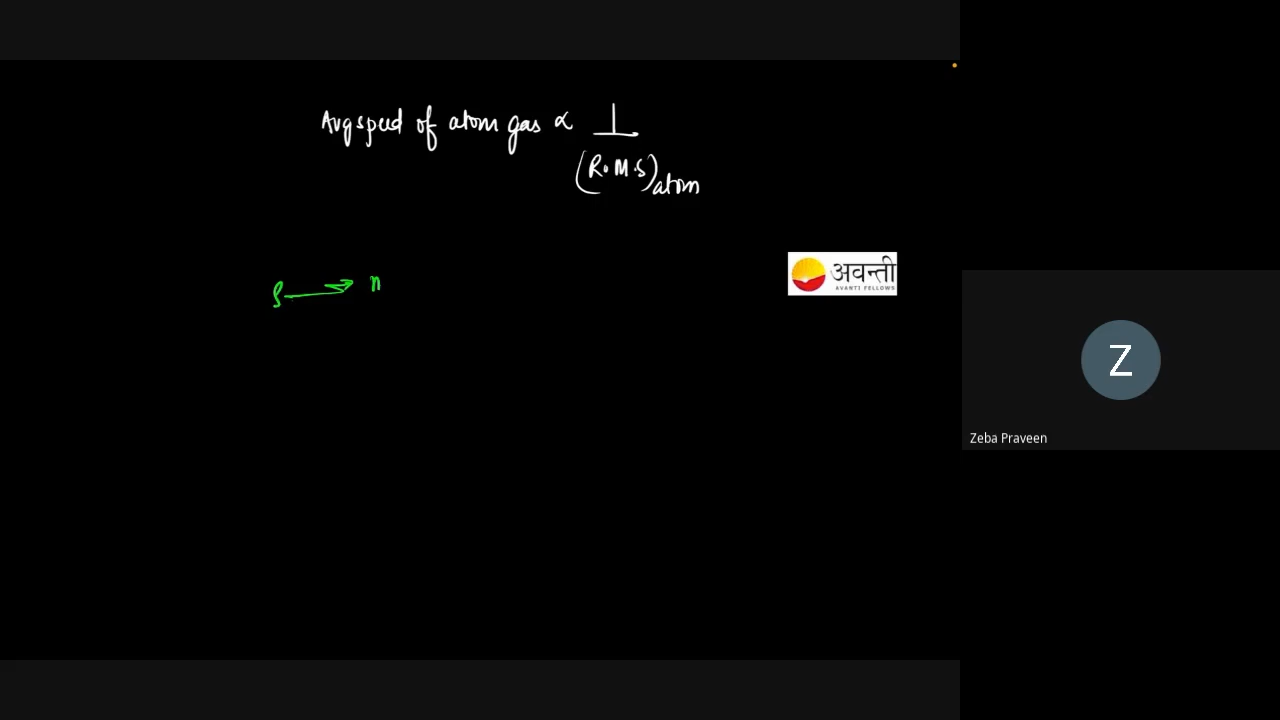 Avg speed of atom gas ∝ 1
(R.M.S)atom
अवन्ती
AVANTI FELLOWS
ρ → n
Z
Zeba Praveen